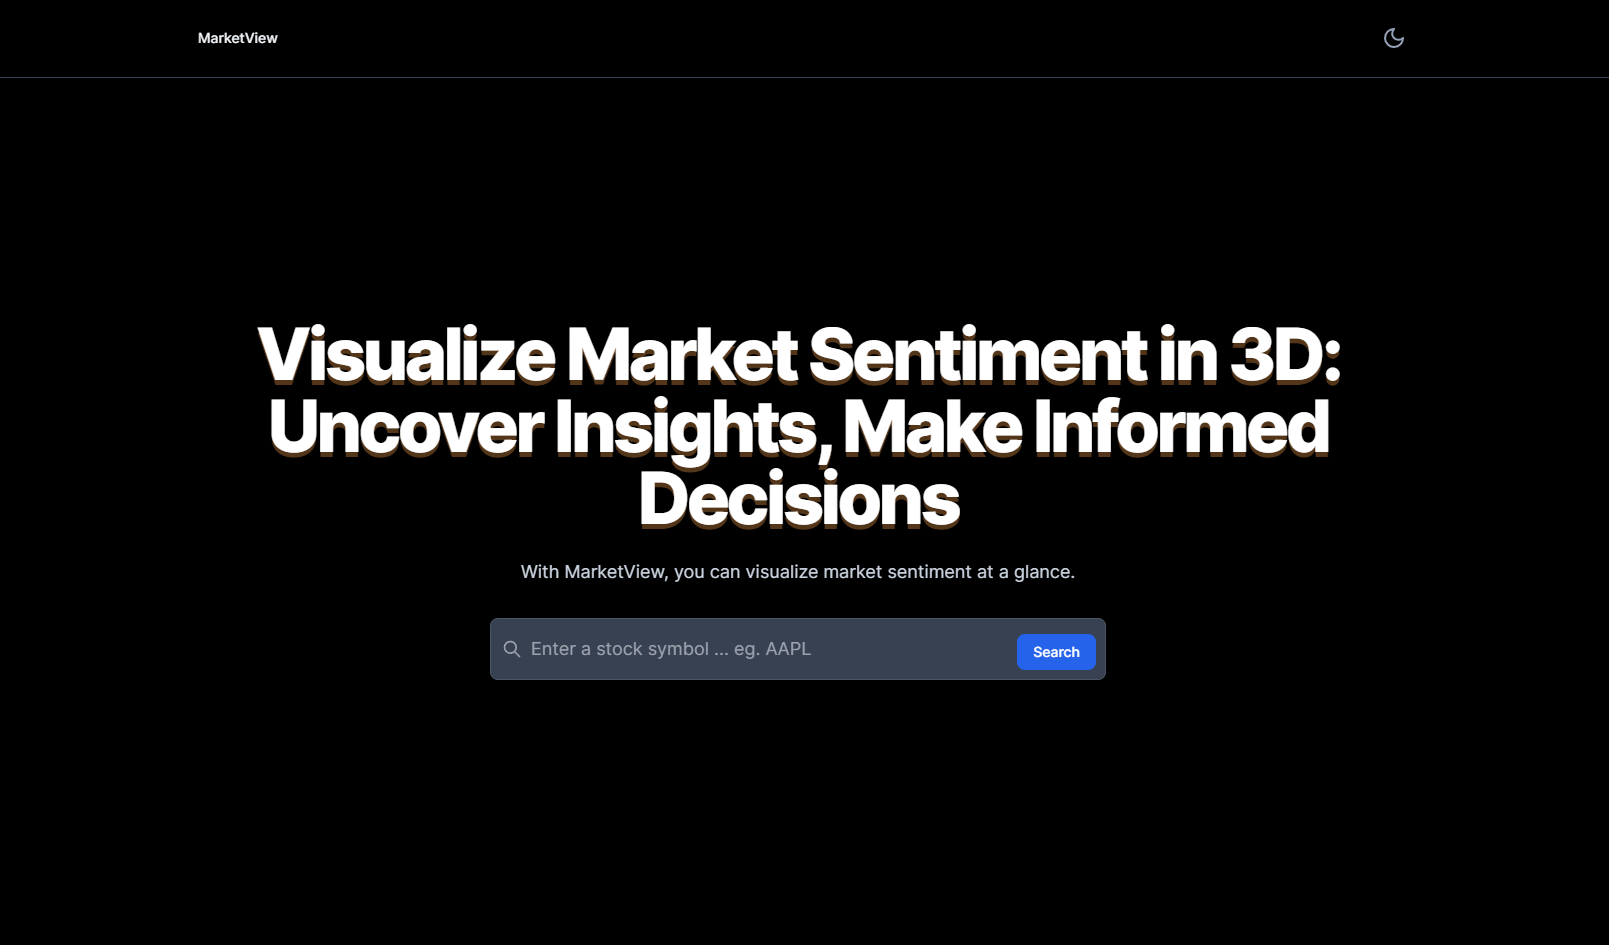 MarketView
Visualize Market Sentiment in 3D:
Uncover Insights, Make Informed
Decisions
With MarketView, you can visualize market sentiment at a glance.
Enter a stock symbol ... eg. AAPL
Search